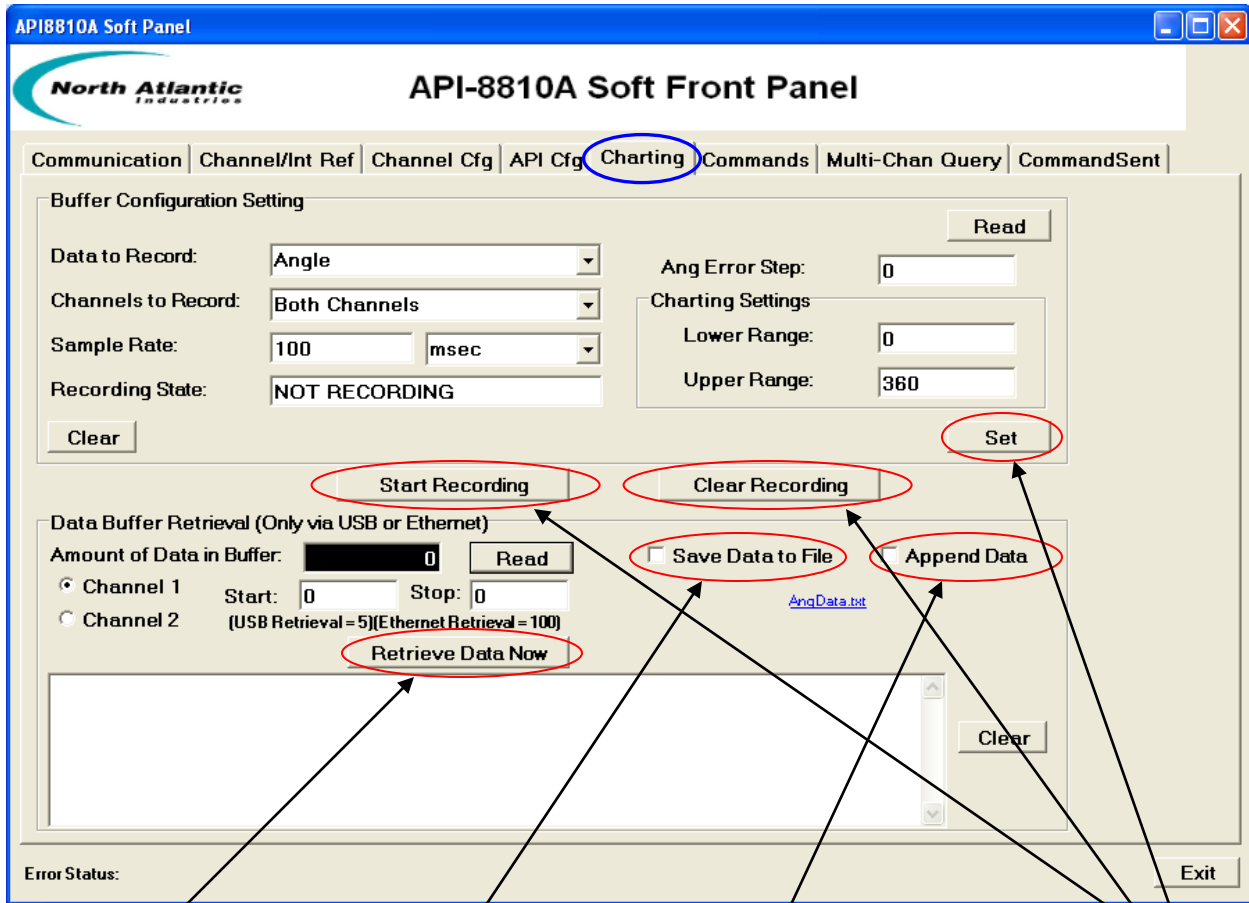 API8810A Soft Panel
North Atlantic
Industries
API-8810A Soft Front Panel
Communication
Channel/Int Ref
Channel Cfg
API Cfg
Charting
Commands
Multi-Chan Query
CommandSent
Buffer Configuration Setting
Read
Data to Record:
Angle
Ang Error Step:
0
Channels to Record:
Both Channels
Charting Settings
Sample Rate:
100
msec
Lower Range:
0
Recording State:
NOT RECORDING
Upper Range:
360
Clear
Set
Start Recording
Clear Recording
Data Buffer Retrieval (Only via USB or Ethernet)
Amount of Data in Buffer:
0
Read
Save Data to File
Append Data
Channel 1
Start:
0
Stop:
0
AngData.txt
Channel 2
(USB Retrieval = 5)(Ethernet Retrieval = 100)
Retrieve Data Now
Clear
Error Status:
Exit